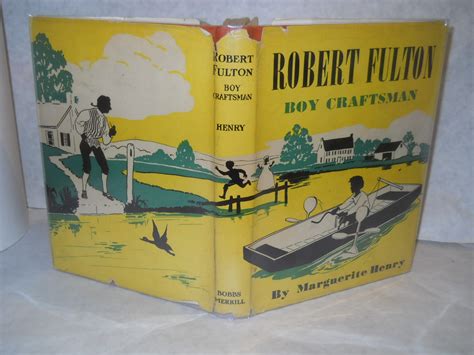 ROBERT
FULTON
BOY
CRAFTSMAN
HENRY
BOBBS
MERRILL
ROBERT FULTON
BOY CRAFTSMAN
By Marguerite Henry